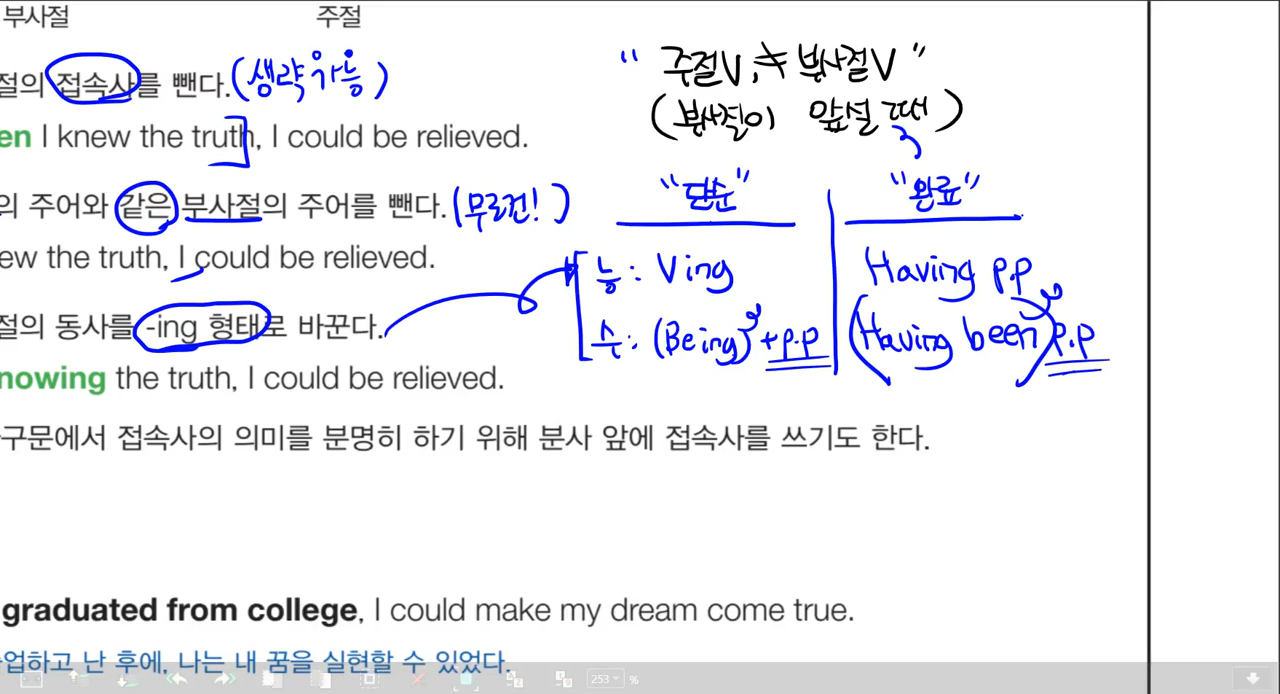 부사절 주절
절의 접속사를 뺀다. (생략 가능)
" 주절V, ≠ 부사절V "
(부사절이 앞설 때)
en I knew the truth, I could be relieved.
의 주어와 같은 부사절의 주어를 뺀다. (무조건!)
"단순" "완료"
ew the truth, I could be relieved.
능: Ving Having p.p
절의 동사를 -ing 형태로 바꾼다.
수: (Being) + p.p (Having been) p.p
nowing the truth, I could be relieved.
구문에서 접속사의 의미를 분명히 하기 위해 분사 앞에 접속사를 쓰기도 한다.
graduated from college, I could make my dream come true.
업하고 난 후에, 나는 내 꿈을 실현할 수 있었다.
253 %